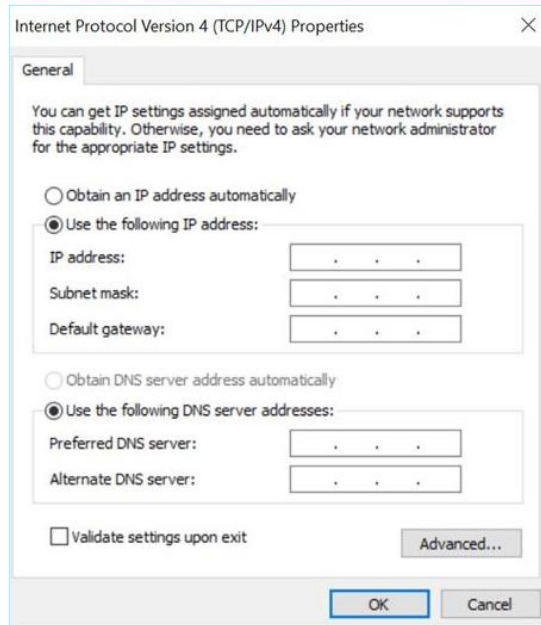 Internet Protocol Version 4 (TCP/IPv4) Properties
General
You can get IP settings assigned automatically if your network supports
this capability. Otherwise, you need to ask your network administrator
for the appropriate IP settings.
Obtain an IP address automatically
Use the following IP address:
IP address:
Subnet mask:
Default gateway:
Obtain DNS server address automatically
Use the following DNS server addresses:
Preferred DNS server:
Alternate DNS server:
Validate settings upon exit
Advanced...
OK
Cancel